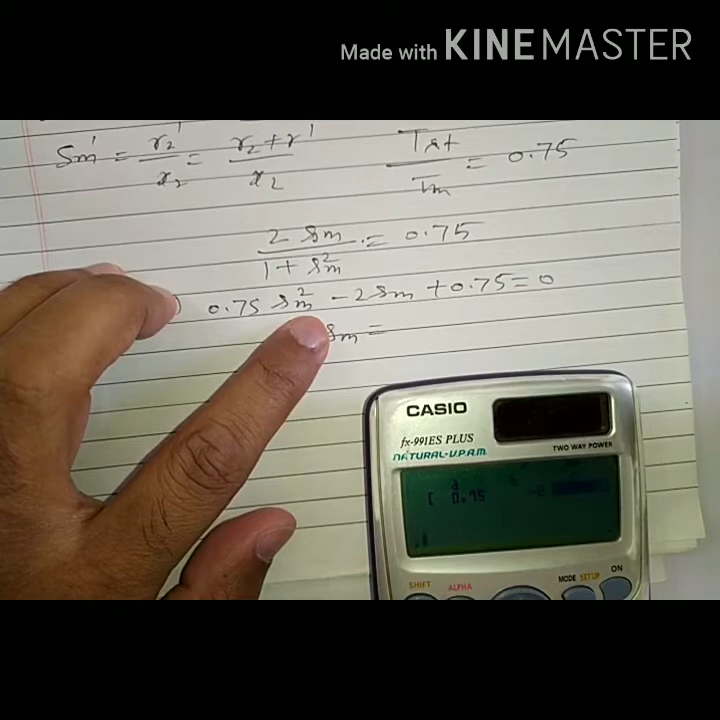 Made with KINEMASTER
Sm' = r2'/x2 = r2+r'/x2
Tst/Tm = 0.75
2 sm/1+ sm² = 0.75
0.75 sm² - 2sm + 0.75 = 0
sm =
CASIO
fx-991ES PLUS
NATURAL-V.P.A.M.
TWO WAY POWER
a
[ 0.75 -2
SHIFT ALPHA MODE SETUP ON